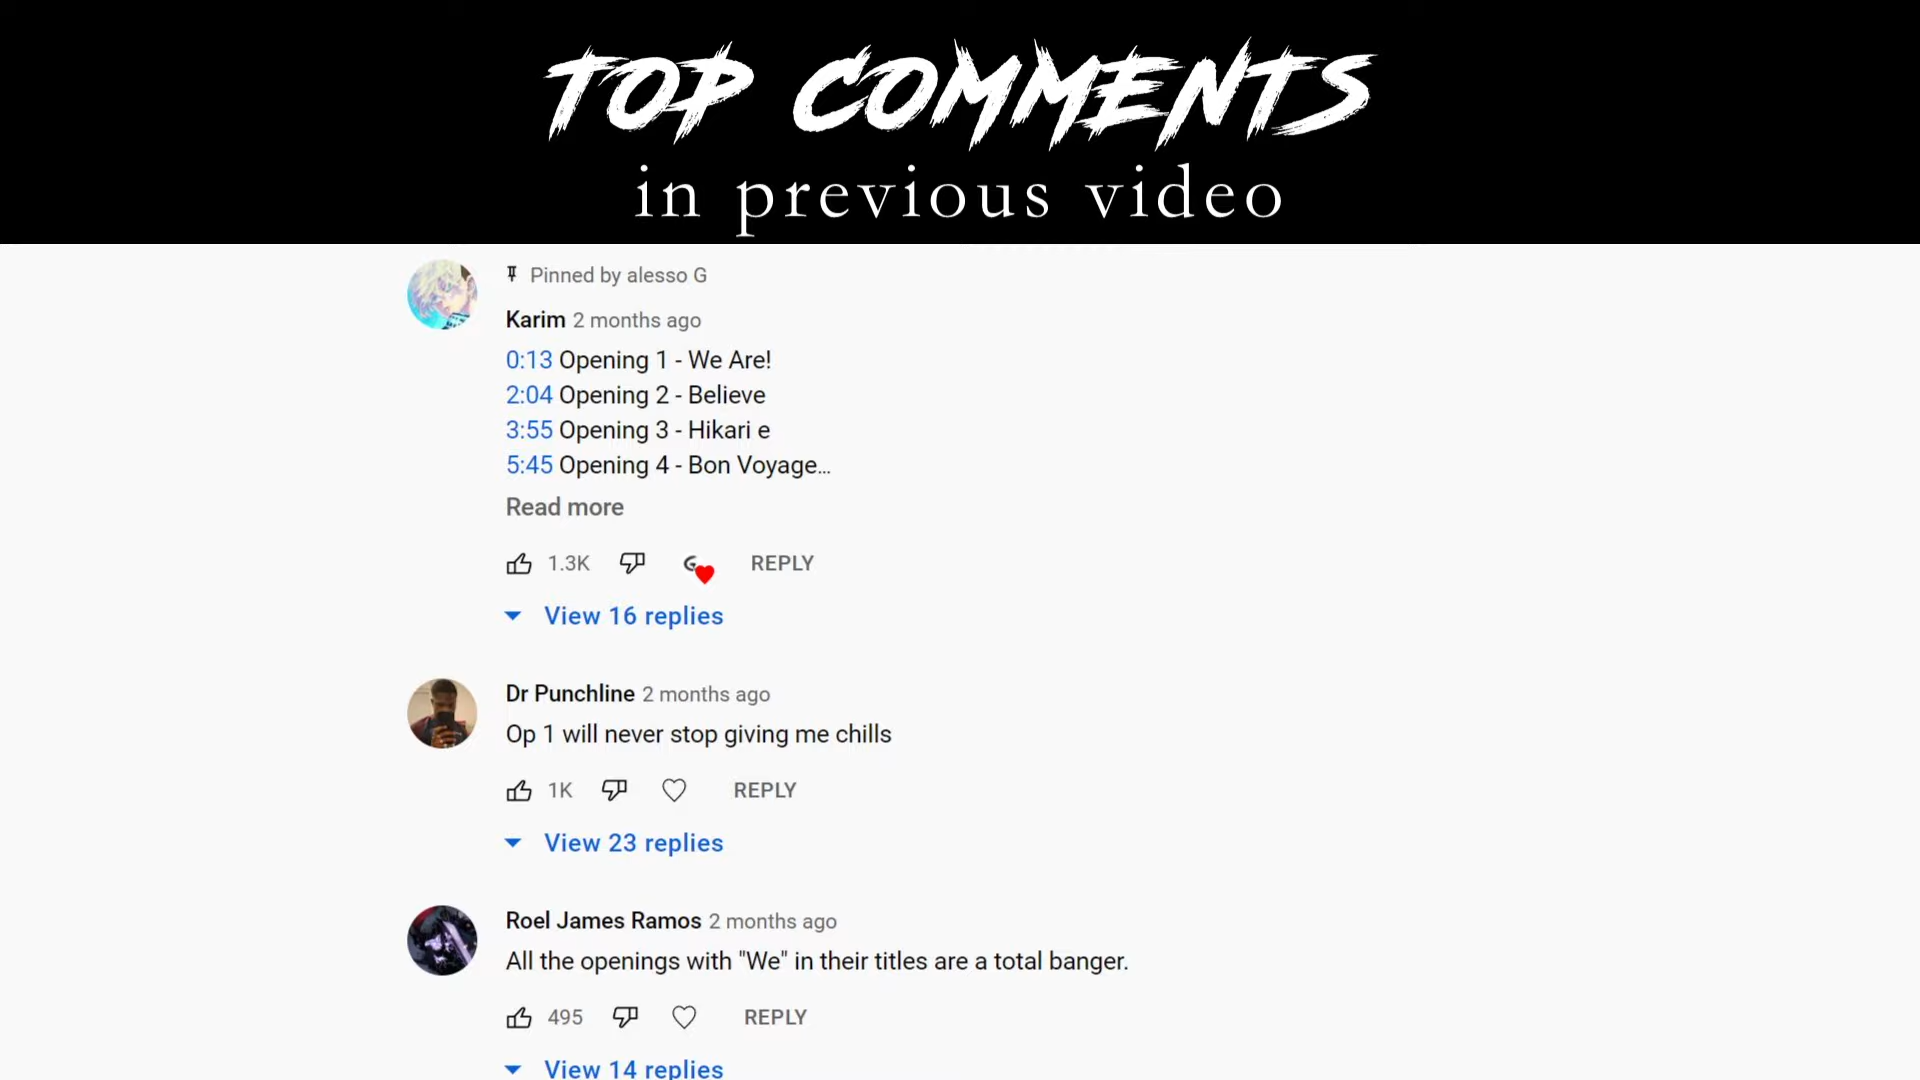 TOP COMMENTS
in previous video
Pinned by alesso G
Karim 2 months ago
0:13 Opening 1 - We Are!
2:04 Opening 2 - Believe
3:55 Opening 3 - Hikari e
5:45 Opening 4 - Bon Voyage...
Read more
1.3K G REPLY
View 16 replies
Dr Punchline 2 months ago
Op 1 will never stop giving me chills
1K REPLY
View 23 replies
Roel James Ramos 2 months ago
All the openings with "We" in their titles are a total banger.
495 REPLY
View 14 replies